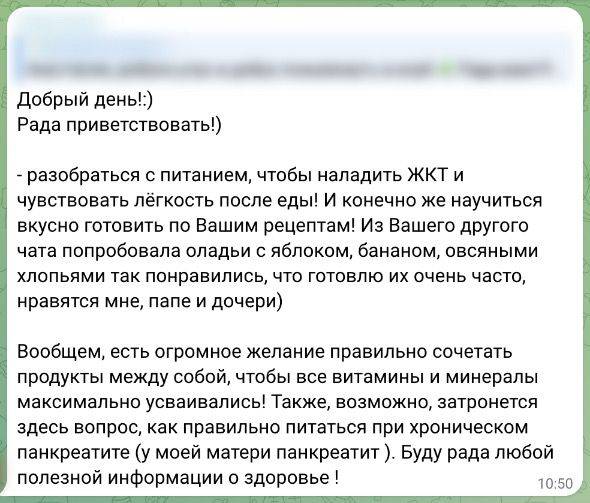 Добрый день!:)
Рада приветствовать!)
- разобраться с питанием, чтобы наладить ЖКТ и
чувствовать лёгкость после еды! И конечно же научиться
вкусно готовить по Вашим рецептам! Из Вашего другого
чата попробовала оладьи с яблоком, бананом, овсяными
хлопьями так понравились, что готовлю их очень часто,
нравятся мне, папе и дочери)
Вообщем, есть огромное желание правильно сочетать
продукты между собой, чтобы все витамины и минералы
максимально усваивались! Также, возможно, затронется
здесь вопрос, как правильно питаться при хроническом
панкреатите (у моей матери панкреатит ). Буду рада любой
полезной информации о здоровье !
10:50